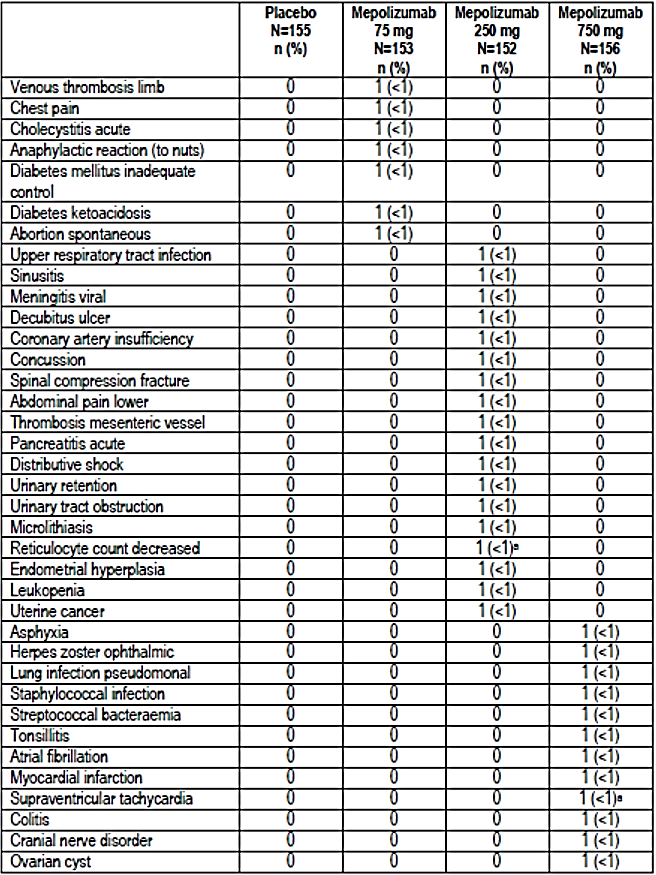 Placebo N=155 n (%) Mepolizumab 75 mg N=153 n (%) Mepolizumab 250 mg N=152 n (%) Mepolizumab 750 mg N=156 n (%)
Venous thrombosis limb 0 1 (<1) 0 0
Chest pain 0 1 (<1) 0 0
Cholecystitis acute 0 1 (<1) 0 0
Anaphylactic reaction (to nuts) 0 1 (<1) 0 0
Diabetes mellitus inadequate 0 1 (<1) 0 0
control
Diabetes ketoacidosis 0 1 (<1) 0 0
Abortion spontaneous 0 1 (<1) 0 0
Upper respiratory tract infection 0 0 1 (<1) 0
Sinusitis 0 0 1 (<1) 0
Meningitis viral 0 0 1 (<1) 0
Decubitus ulcer 0 0 1 (<1) 0
Coronary artery insufficiency 0 0 1 (<1) 0
Concussion 0 0 1 (<1) 0
Spinal compression fracture 0 0 1 (<1) 0
Abdominal pain lower 0 0 1 (<1) 0
Thrombosis mesenteric vessel 0 0 1 (<1) 0
Pancreatitis acute 0 0 1 (<1) 0
Distributive shock 0 0 1 (<1) 0
Urinary retention 0 0 1 (<1) 0
Urinary tract obstruction 0 0 1 (<1) 0
Microlithiasis 0 0 1 (<1) 0
Reticulocyte count decreased 0 0 1 (<1)ª 0
Endometrial hyperplasia 0 0 1 (<1) 0
Leukopenia 0 0 1 (<1) 0
Uterine cancer 0 0 1 (<1) 0
Asphyxia 0 0 0 1 (<1)
Herpes zoster ophthalmic 0 0 0 1 (<1)
Lung infection pseudomonal 0 0 0 1 (<1)
Staphylococcal infection 0 0 0 1 (<1)
Streptococcal bacteraemia 0 0 0 1 (<1)
Tonsillitis 0 0 0 1 (<1)
Atrial fibrillation 0 0 0 1 (<1)
Myocardial infarction 0 0 0 1 (<1)
Supraventricular tachycardia 0 0 0 1 (<1)ª
Colitis 0 0 0 1 (<1)
Cranial nerve disorder 0 0 0 1 (<1)
Ovarian cyst 0 0 0 1 (<1)